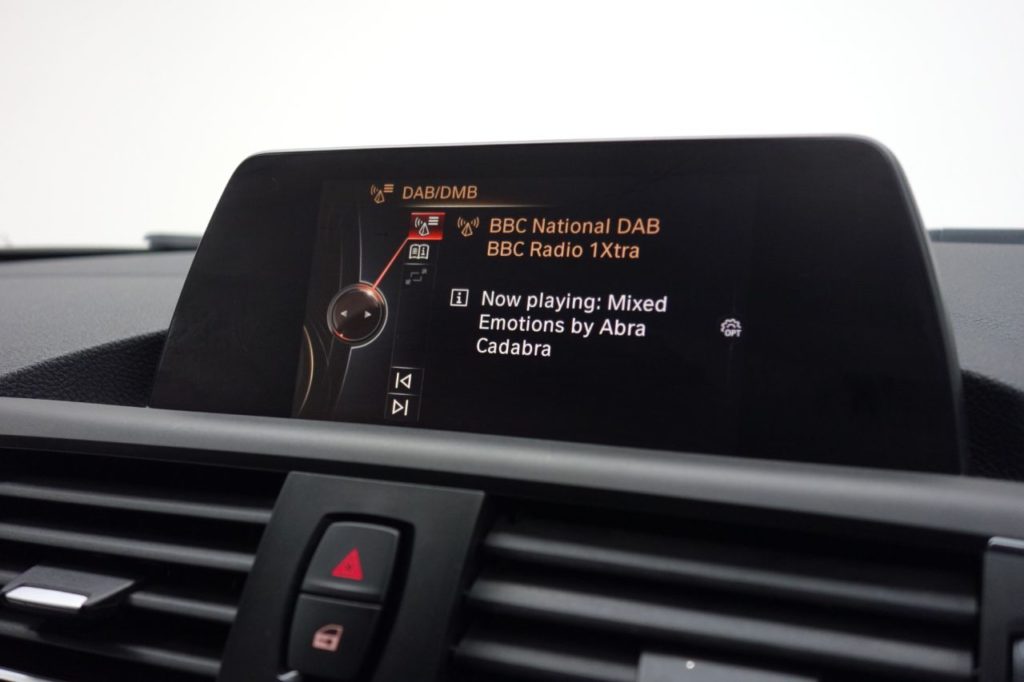 DAB/DMB
BBC National DAB
BBC Radio 1Xtra
Now playing: Mixed
Emotions by Abra
Cadabra
OPT